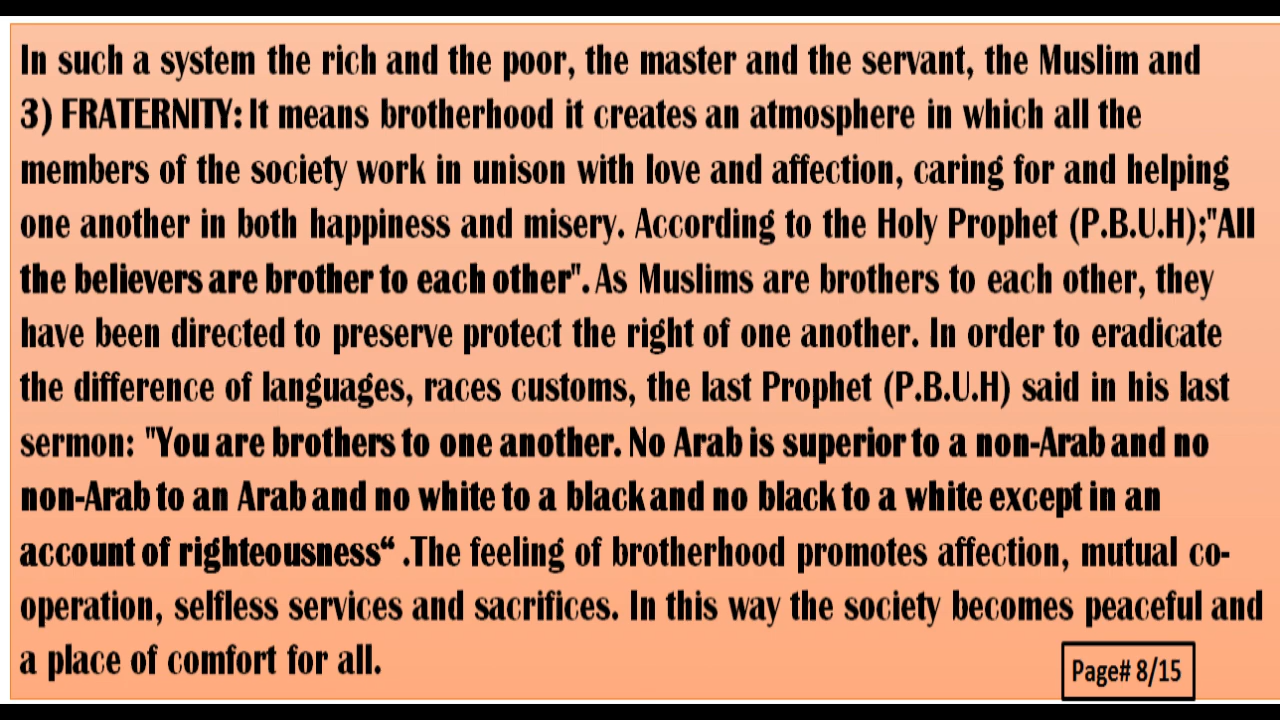 In such a system the rich and the poor, the master and the servant, the Muslim and
3) FRATERNITY: It means brotherhood it creates an atmosphere in which all the
members of the society work in unison with love and affection, caring for and helping
one another in both happiness and misery. According to the Holy Prophet (P.B.U.H);"All
the believers are brother to each other". As Muslims are brothers to each other, they
have been directed to preserve protect the right of one another. In order to eradicate
the difference of languages, races customs, the last Prophet (P.B.U.H) said in his last
sermon: "You are brothers to one another. No Arab is superior to a non-Arab and no
non-Arab to an Arab and no white to a black and no black to a white except in an
account of righteousness“ .The feeling of brotherhood promotes affection, mutual co-
operation, selfless services and sacrifices. In this way the society becomes peaceful and
a place of comfort for all.
Page# 8/15